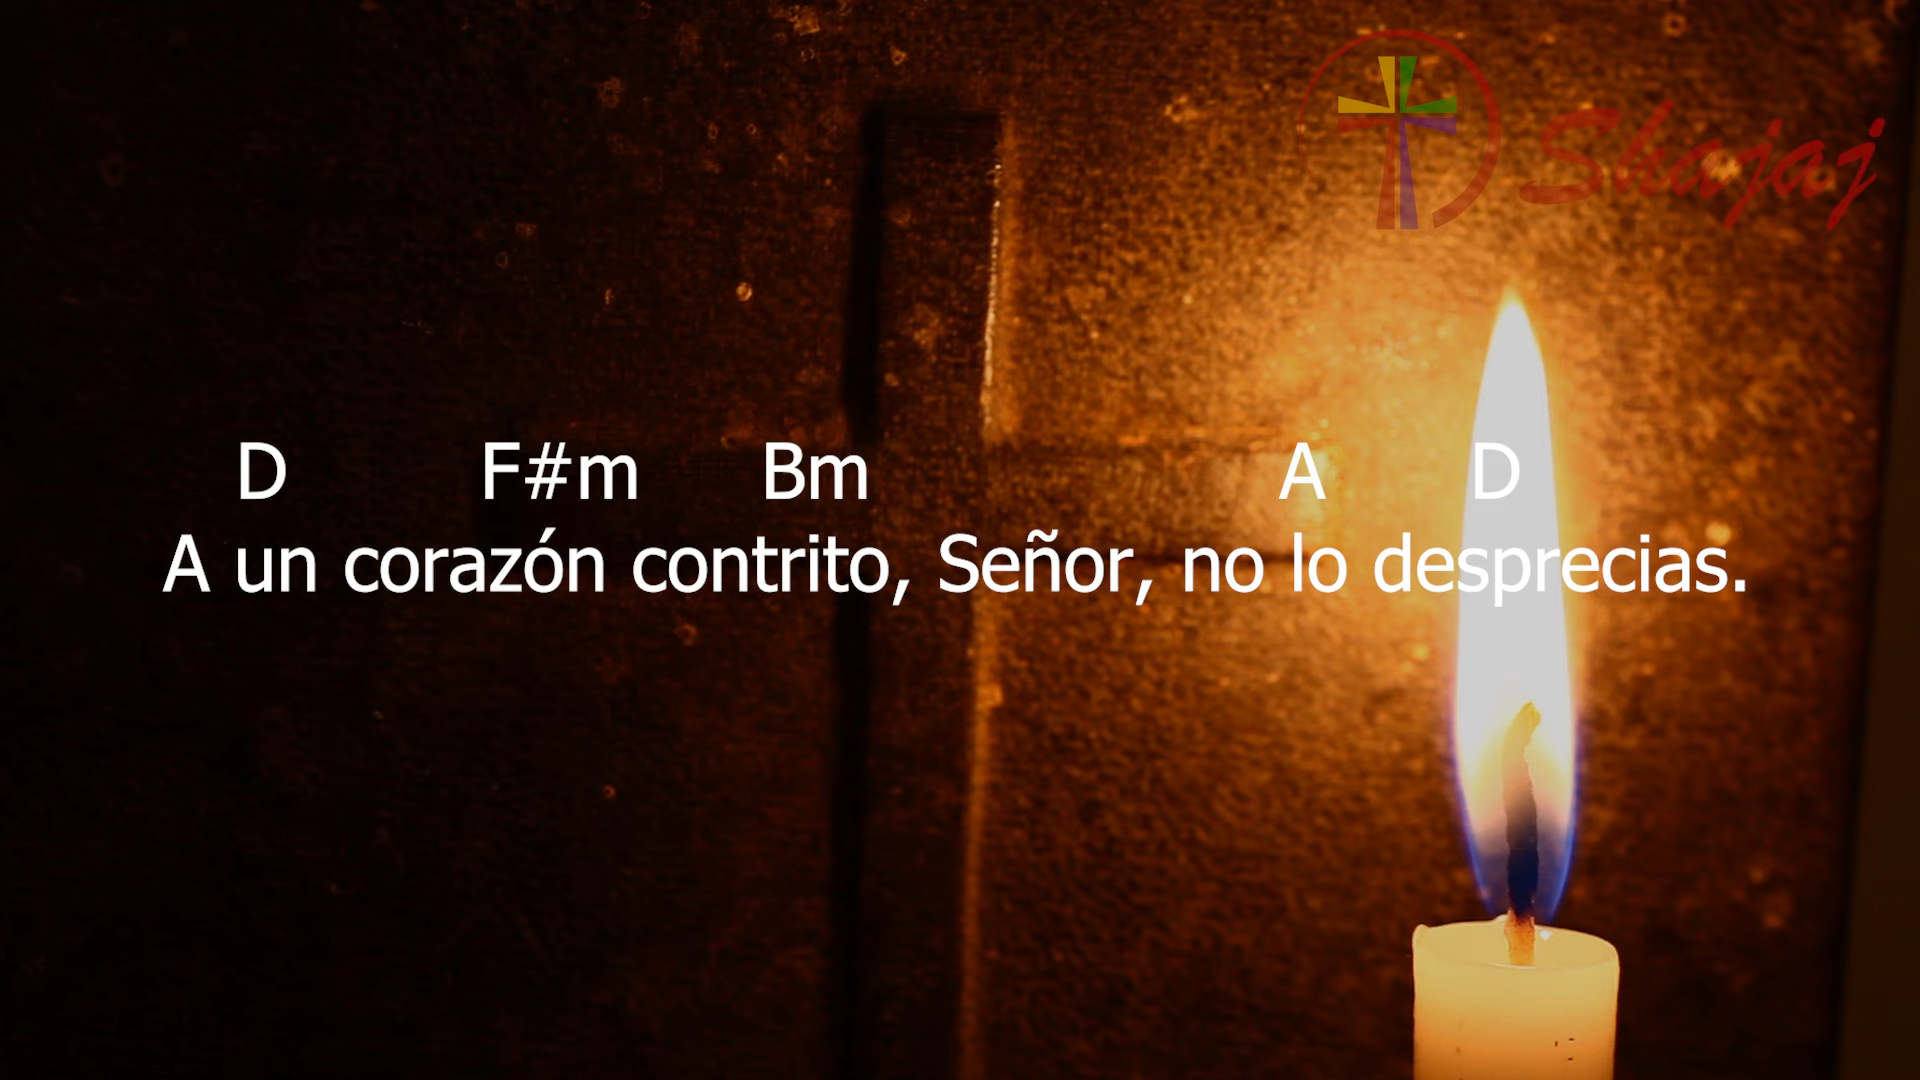 Shajaj
D F#m Bm A D
A un corazón contrito, Señor, no lo desprecias.